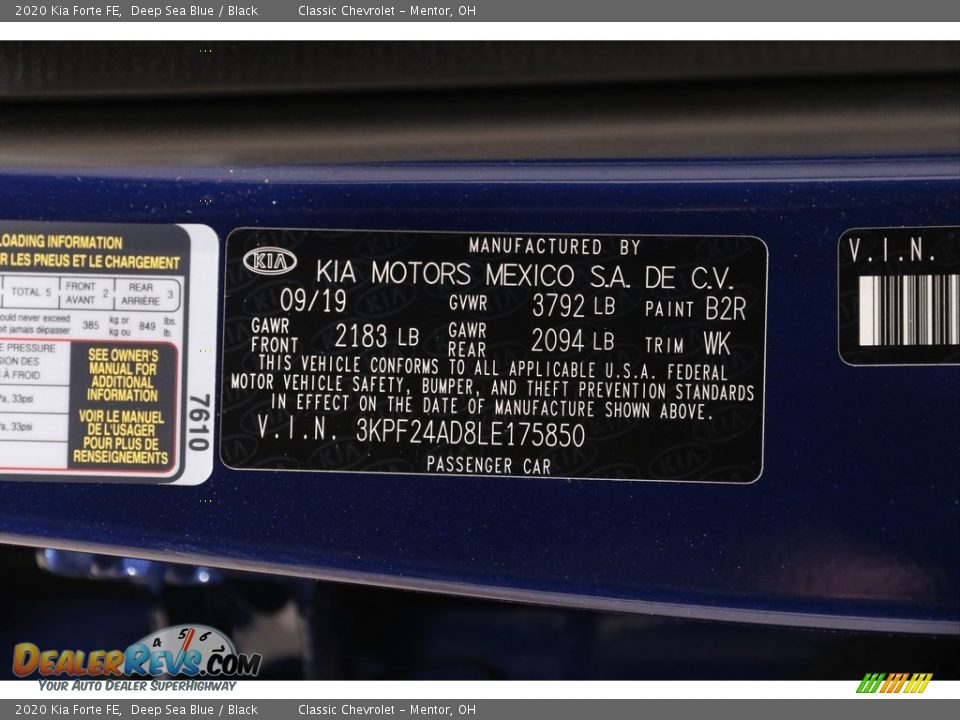 2020 Kia Forte FE, Deep Sea Blue / Black Classic Chevrolet - Mentor, OH
LOADING INFORMATION
R LES PNEUS ET LE CHARGEMENT
TOTAL 5 FRONT AVANT 2 REAR ARRIÈRE 3
ould never exceed
oit jamais dépasser 385 kg or kg ou 849 lbs. lb.
E PRESSURE
SION DES
À FROID
Pa, 33psi
Pa, 33psi
SEE OWNER'S
MANUAL FOR
ADDITIONAL
INFORMATION
VOIR LE MANUEL
DE L'USAGER
POUR PLUS DE
RENSEIGNEMENTS
7610
KIA
MANUFACTURED BY
KIA MOTORS MEXICO S.A. DE C.V.
09/19 GVWR 3792 LB PAINT B2R
GAWR FRONT 2183 LB GAWR REAR 2094 LB TRIM WK
THIS VEHICLE CONFORMS TO ALL APPLICABLE U.S.A. FEDERAL
MOTOR VEHICLE SAFETY, BUMPER, AND THEFT PREVENTION STANDARDS
IN EFFECT ON THE DATE OF MANUFACTURE SHOWN ABOVE.
V.I.N. 3KPF24AD8LE175850
PASSENGER CAR
V.I.N.
4 5 6
DEALERREVS.COM
YOUR AUTO DEALER SUPERHIGHWAY
2020 Kia Forte FE, Deep Sea Blue / Black Classic Chevrolet - Mentor, OH